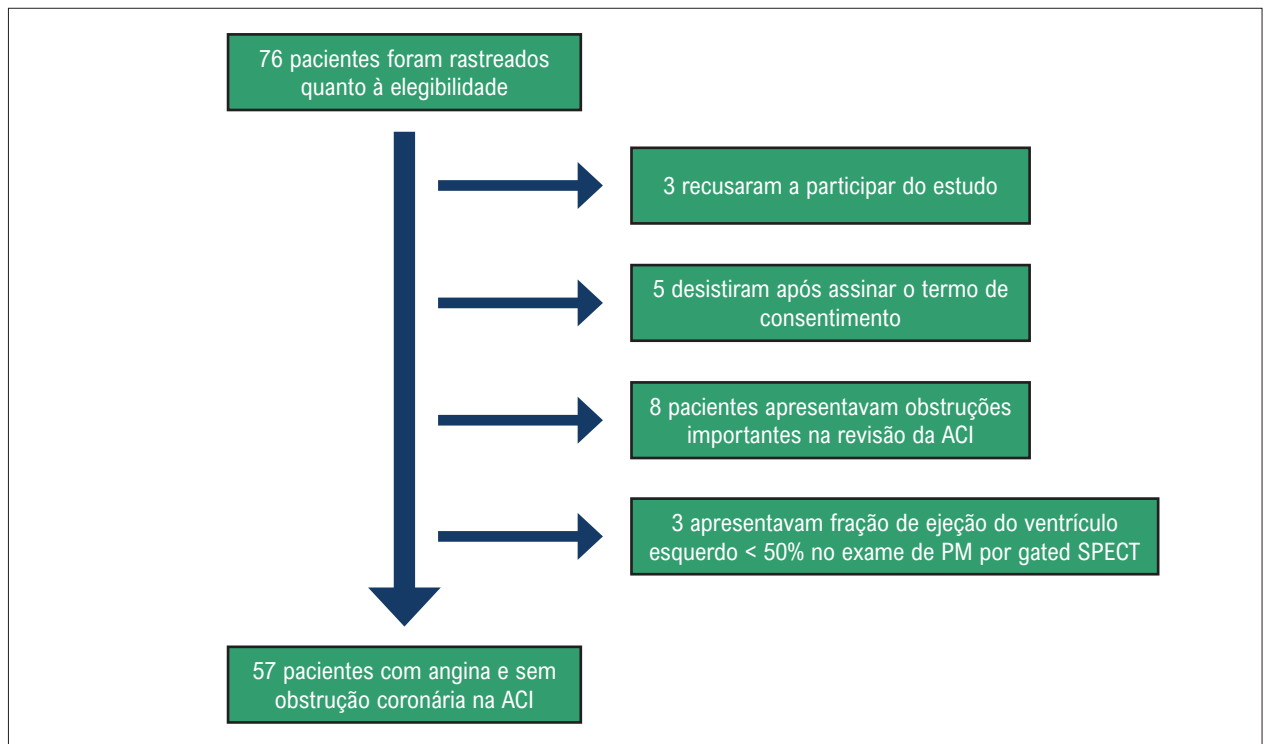 76 pacientes foram rastreados
quanto à elegibilidade
3 recusaram a participar do estudo
5 desistiram após assinar o termo de
consentimento
8 pacientes apresentavam obstruções
importantes na revisão da ACI
3 apresentavam fração de ejeção do ventrículo
esquerdo < 50% no exame de PM por gated SPECT
57 pacientes com angina e sem
obstrução coronária na ACI